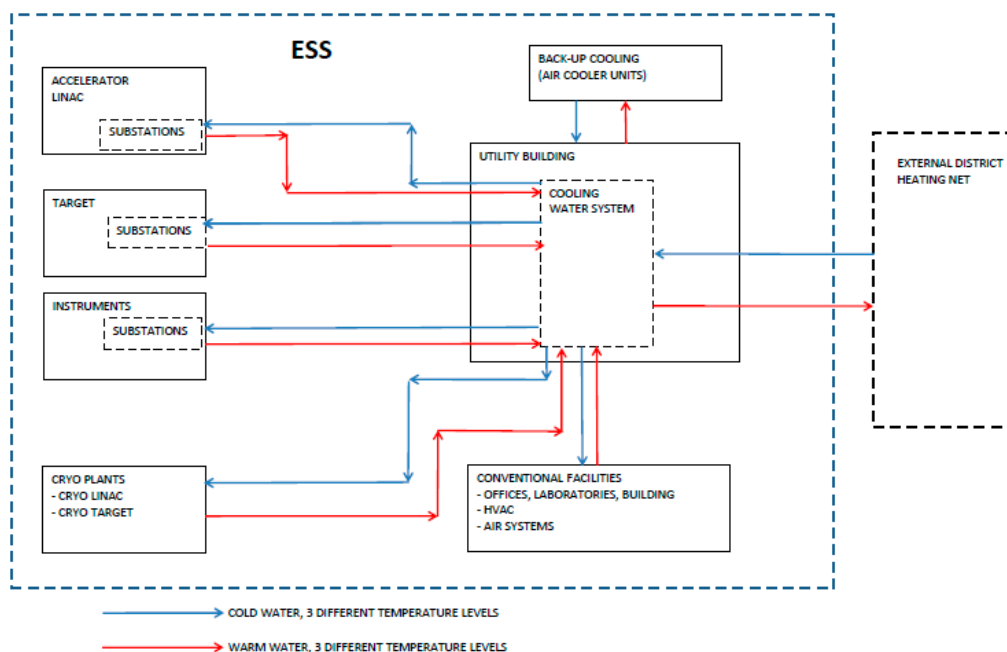 ESS
ACCELERATOR
LINAC
SUBSTATIONS
BACK-UP COOLING
(AIR COOLER UNITS)
UTILITY BUILDING
COOLING
WATER SYSTEM
EXTERNAL DISTRICT
HEATING NET
TARGET
SUBSTATIONS
INSTRUMENTS
SUBSTATIONS
CRYO PLANTS
- CRYO LINAC
- CRYO TARGET
CONVENTIONAL FACILITIES
- OFFICES, LABORATORIES, BUILDING
- HVAC
- AIR SYSTEMS
COLD WATER, 3 DIFFERENT TEMPERATURE LEVELS
WARM WATER, 3 DIFFERENT TEMPERATURE LEVELS